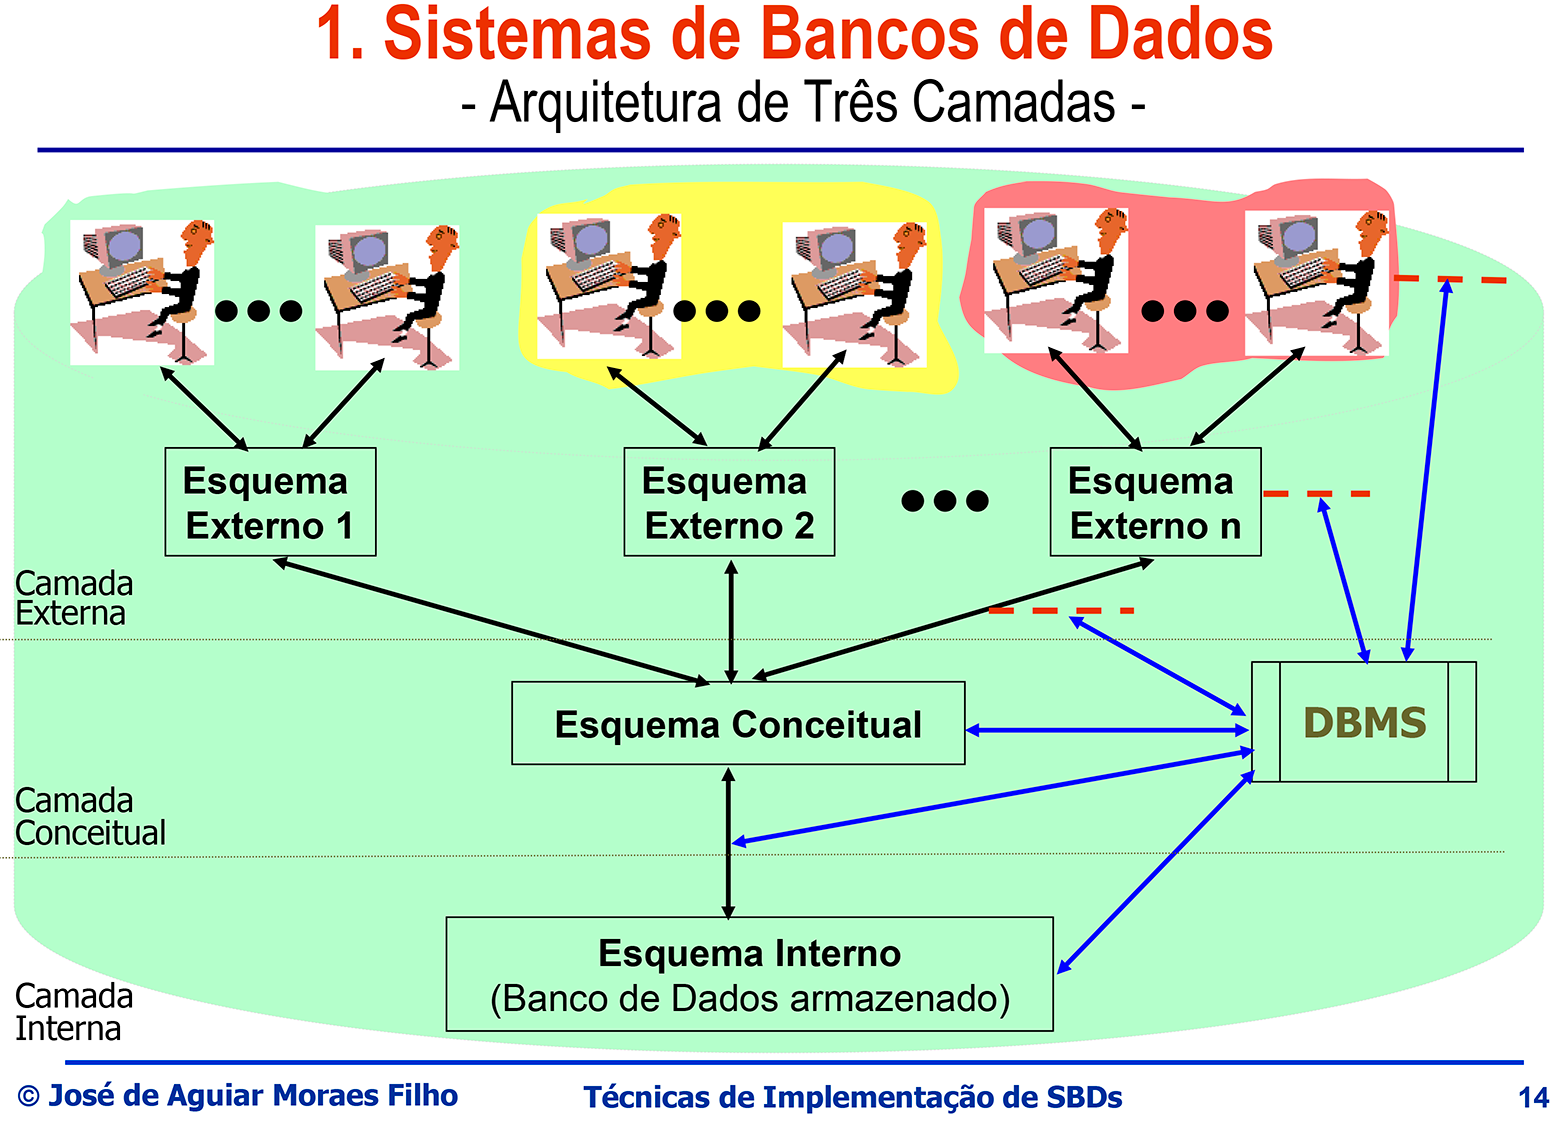 1. Sistemas de Bancos de Dados
- Arquitetura de Três Camadas -
Esquema
Externo 1
Esquema
Externo 2
Esquema
Externo n
Camada
Externa
Esquema Conceitual
DBMS
Camada
Conceitual
Esquema Interno
(Banco de Dados armazenado)
Camada
Interna
© José de Aguiar Moraes Filho
Técnicas de Implementação de SBDs
14